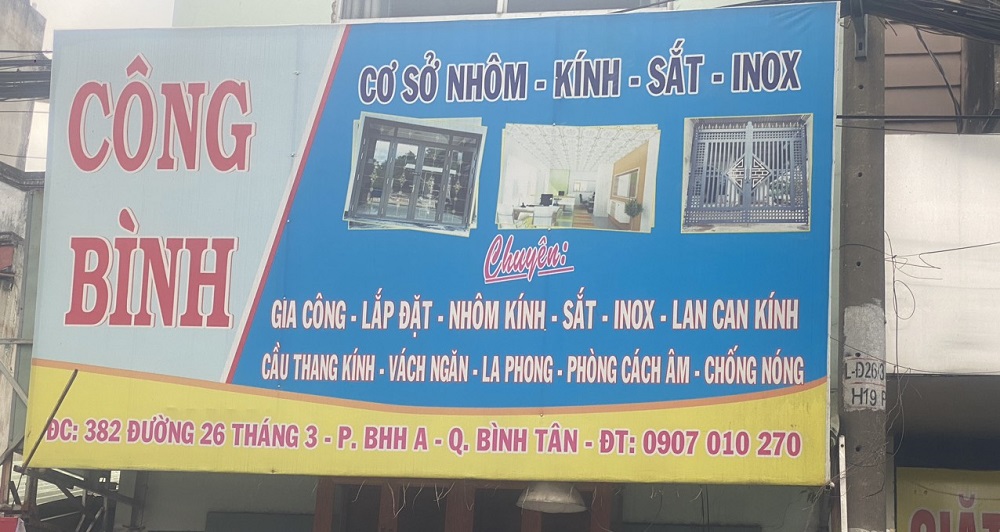 CÔNG
BÌNH
CƠ SỞ NHÔM - KÍNH - SẮT - INOX
Chuyên:
GIA CÔNG - LẮP ĐẶT - NHÔM KÍNH - SẮT - INOX - LAN CAN KÍNH
CẦU THANG KÍNH - VÁCH NGĂN - LA PHONG - PHÒNG CÁCH ÂM - CHỐNG NÓNG
ĐC: 382 ĐƯỜNG 26 THÁNG 3 - P. BHH A - Q. BÌNH TÂN - ĐT: 0907 010 270
H19